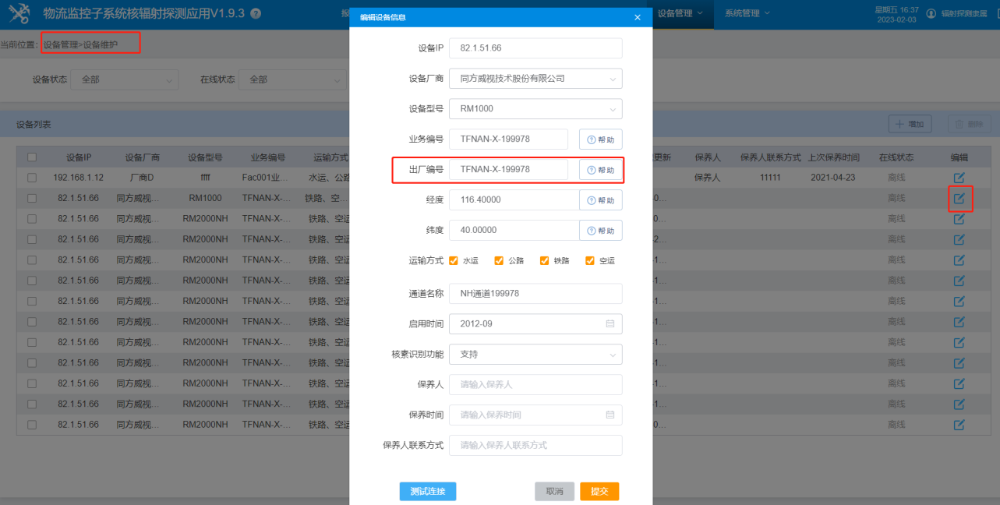 物流监控子系统核辐射探测应用V1.9.3
设备管理
系统管理
星期五 16:37
2023-02-03
辐射探测隶属
当前位置: 设备管理>设备维护
设备状态 全部
在线状态 全部
设备列表
增加
删除
设备IP 设备厂商 设备型号 业务编号 运输方式 更新 保养人 保养人联系方式 上次保养时间 在线状态 编辑
192.168.1.12 厂商D ffff Fac001业... 水运、公路 保养人 11111 2021-04-23 离线
82.1.51.66 同方威视... RM1000 TFNAN-X-... 铁路、空... 0... 离线
82.1.51.66 同方威视... RM2000NH TFNAN-X-... 铁路、空运 0... 离线
82.1.51.66 同方威视... RM2000NH TFNAN-X-... 铁路、空运 2... 离线
82.1.51.66 同方威视... RM2000NH TFNAN-X-... 铁路、空运 -1... 离线
82.1.51.66 同方威视... RM2000NH TFNAN-X-... 铁路、空运 -1... 离线
82.1.51.66 同方威视... RM2000NH TFNAN-X-... 铁路、空运 -1... 离线
82.1.51.66 同方威视... RM2000NH TFNAN-X-... 铁路、空运 -1... 离线
82.1.51.66 同方威视... RM2000NH TFNAN-X-... 铁路、空运 -1... 离线
82.1.51.66 同方威视... RM2000NH TFNAN-X-... 铁路、空运 -1... 离线
82.1.51.66 同方威视... RM2000NH TFNAN-X-... 铁路、空运 -1... 离线
82.1.51.66 同方威视... RM2000NH TFNAN-X-... 铁路、空运 -1... 离线
82.1.51.66 同方威视... RM2000NH TFNAN-X-... 铁路、空运 0... 离线
编辑设备信息
设备IP 82.1.51.66
设备厂商 同方威视技术股份有限公司
设备型号 RM1000
业务编号 TFNAN-X-199978 帮助
出厂编号 TFNAN-X-199978 帮助
经度 116.40000 帮助
纬度 40.00000 帮助
运输方式 水运 公路 铁路 空运
通道名称 NH通道199978
启用时间 2012-09
核素识别功能 支持
保养人 请输入保养人
保养时间 请输入保养时间
保养人联系方式 请输入保养人联系方式
测试连接 取消 提交